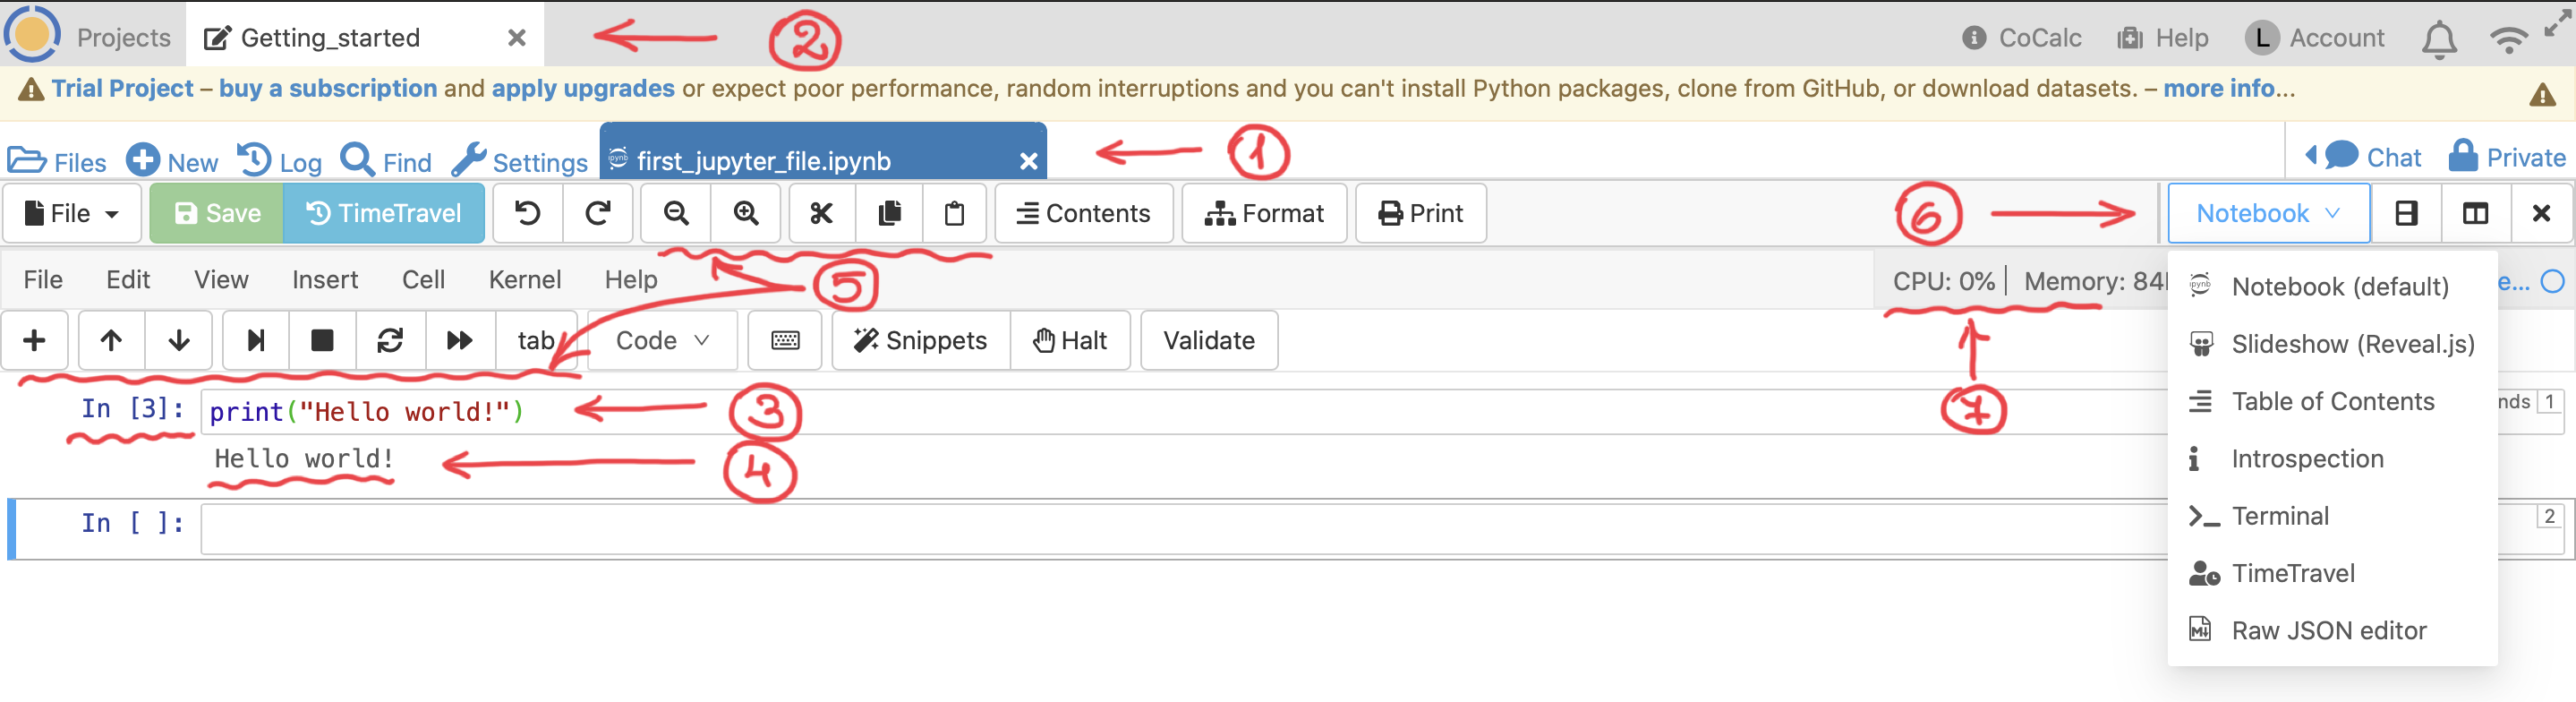 Projects Getting_started × ② CoCalc Help L Account
Trial Project – buy a subscription and apply upgrades or expect poor performance, random interruptions and you can't install Python packages, clone from GitHub, or download datasets. – more info...
Files New Log Find Settings ipynb first_jupyter_file.ipynb × ① Chat Private
File Save TimeTravel Contents Format Print ⑥ Notebook
File Edit View Insert Cell Kernel Help ⑤ CPU: 0% Memory: 84 e...
tab Code Snippets Halt Validate
In [3]: print("Hello world!") ③ ⑦ nds 1
Hello world! ④
In [ ]: 2
ipynb Notebook (default)
Slideshow (Reveal.js)
Table of Contents
Introspection
Terminal
TimeTravel
Raw JSON editor